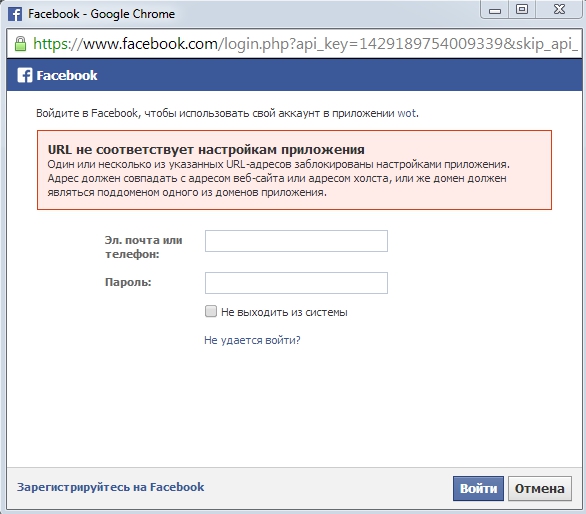 Facebook - Google Chrome
https://www.facebook.com/login.php?api_key=1429189754009339&skip_api_
Facebook
Войдите в Facebook, чтобы использовать свой аккаунт в приложении wot.
URL не соответствует настройкам приложения
Один или несколько из указанных URL-адресов заблокированы настройками приложения.
Адрес должен совпадать с адресом веб-сайта или адресом холста, или же домен должен
являться поддоменом одного из доменов приложения.
Эл. почта или
телефон:
Пароль:
Не выходить из системы
Не удается войти?
Зарегистрируйтесь на Facebook
Войти
Отмена